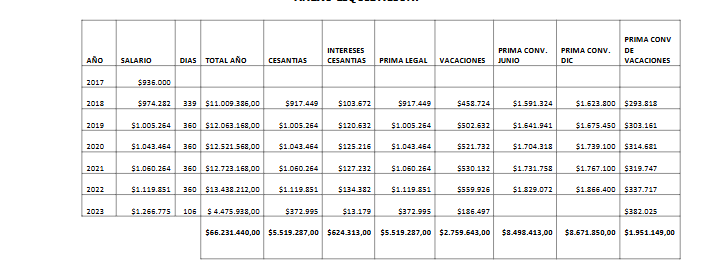 PRIMA CONV
INTERESES PRIMA CONV. PRIMA CONV. DE
AÑO SALARIO DIAS TOTAL AÑO CESANTIAS CESANTIAS PRIMA LEGAL VACACIONES JUNIO DIC VACACIONES
2017 $936.000
2018 $974.282 339 $11.009.386,00 $917.449 $103.672 $917.449 $458.724 $1.591.324 $1.623.800 $293.818
2019 $1.005.264 360 $12.063.168,00 $1.005.264 $120.632 $1.005.264 $502.632 $1.641.941 $1.675.450 $303.161
2020 $1.043.464 360 $12.521.568,00 $1.043.464 $125.216 $1.043.464 $521.732 $1.704.318 $1.739.100 $314.681
2021 $1.060.264 360 $12.723.168,00 $1.060.264 $127.232 $1.060.264 $530.132 $1.731.758 $1.767.100 $319.747
2022 $1.119.851 360 $13.438.212,00 $1.119.851 $134.382 $1.119.851 $559.926 $1.829.072 $1.866.400 $337.717
2023 $1.266.775 106 $ 4.475.938,00 $372.995 $13.179 $372.995 $186.497 $382.025
$66.231.440,00 $5.519.287,00 $624.313,00 $5.519.287,00 $2.759.643,00 $8.498.413,00 $8.671.850,00 $1.951.149,00